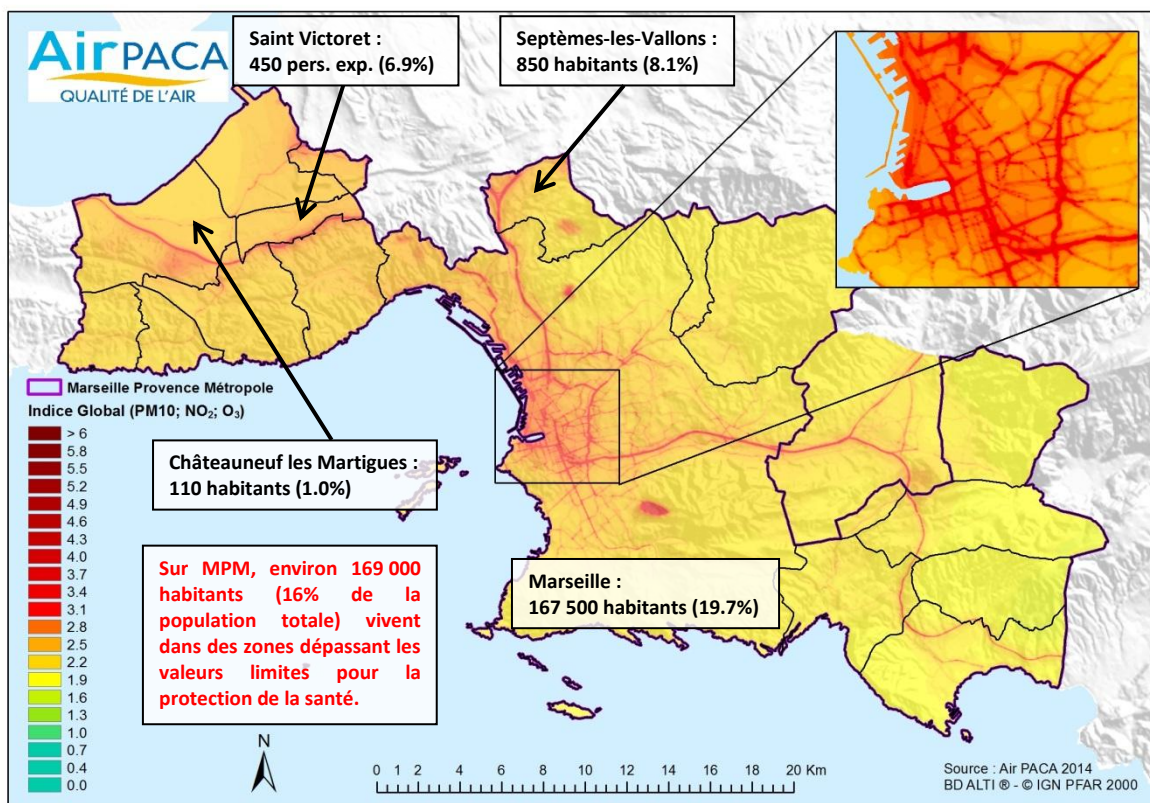 Air PACA
QUALITÉ DE L'AIR
Saint Victoret :
450 pers. exp. (6.9%)
Septèmes-les-Vallons :
850 habitants (8.1%)
Marseille Provence Métropole
Indice Global (PM10; NO₂; O₃)
> 6
5.8
5.5
5.2
4.9
4.6
4.3
4.0
3.7
3.4
3.1
2.8
2.5
2.2
1.9
1.6
1.3
1.0
0.7
0.4
0.0
Châteauneuf les Martigues :
110 habitants (1.0%)
Sur MPM, environ 169 000
habitants (16% de la
population totale) vivent
dans des zones dépassant les
valeurs limites pour la
protection de la santé.
Marseille :
167 500 habitants (19.7%)
N
0 1 2 4 6 8 10 12 14 16 18 20 Km
Source : Air PACA 2014
BD ALTI ® - © IGN PFAR 2000